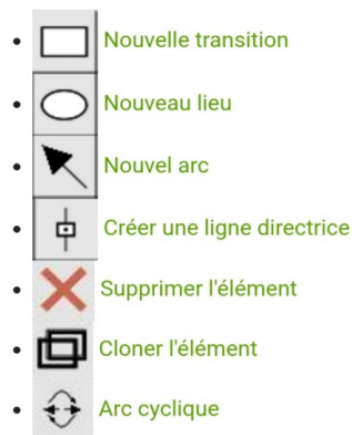 Nouvelle transition
Nouveau lieu
Nouvel arc
Créer une ligne directrice
Supprimer l'élément
Cloner l'élément
Arc cyclique